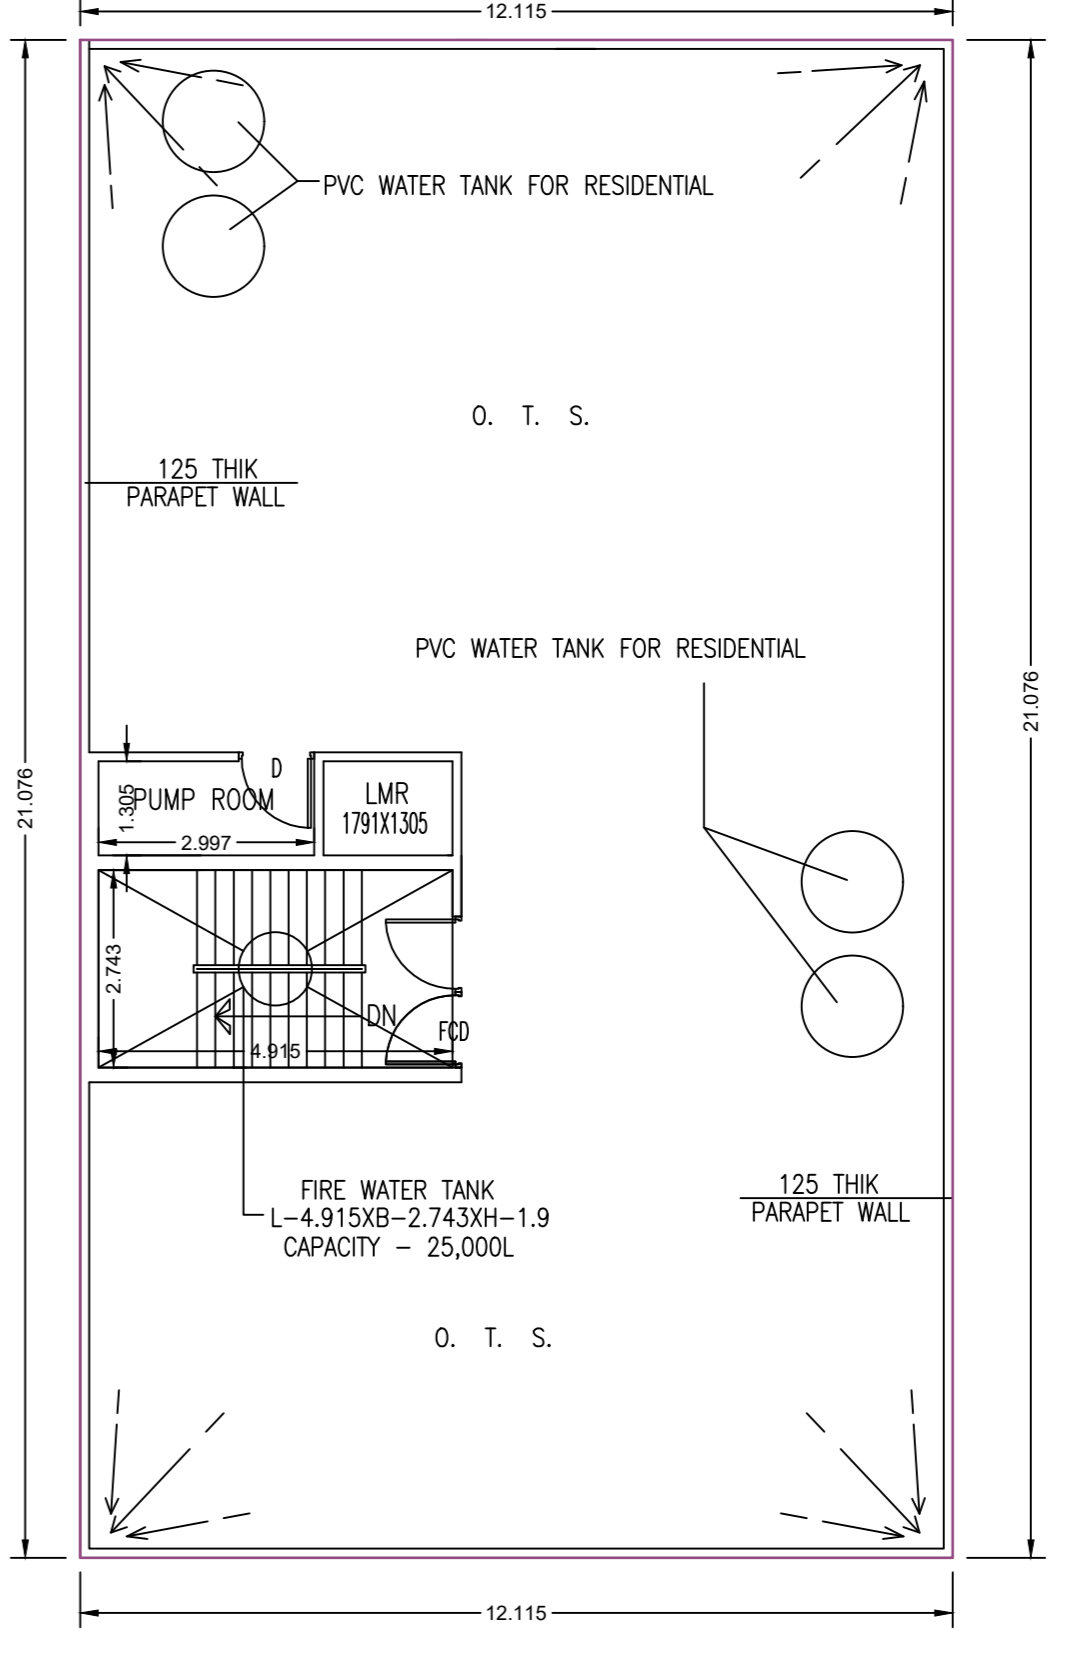 12.115
PVC WATER TANK FOR RESIDENTIAL
O. T. S.
125 THIK
PARAPET WALL
PVC WATER TANK FOR RESIDENTIAL
21.076
21.076
D
1.305
PUMP ROOM
LMR
1791X1305
2.997
2.743
DN
FCD
4.915
FIRE WATER TANK
L-4.915XB-2.743XH-1.9
CAPACITY - 25,000L
125 THIK
PARAPET WALL
O. T. S.
12.115